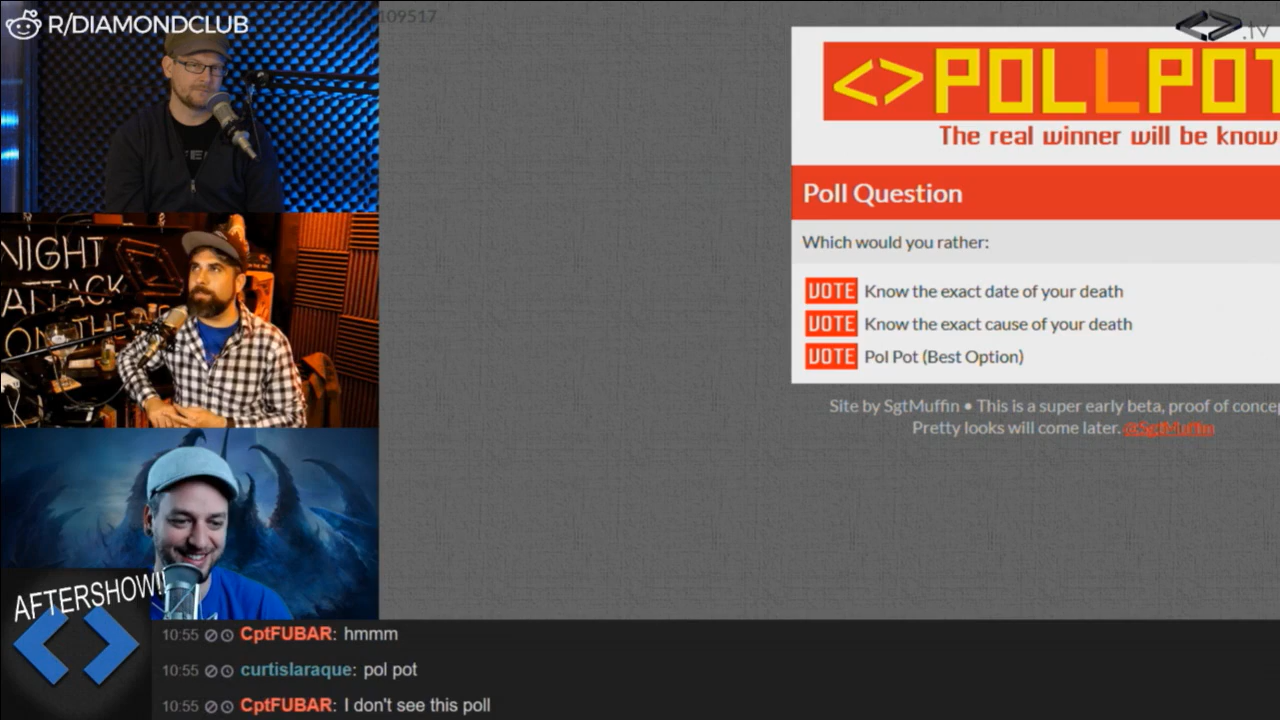 R/DIAMONDCLUB
109517
<>.tv
<>POLLPOT
The real winner will be know
Poll Question
Which would you rather:
VOTE Know the exact date of your death
VOTE Know the exact cause of your death
VOTE Pol Pot (Best Option)
Site by SgtMuffin • This is a super early beta, proof of concep
Pretty looks will come later. @SgtMuffin
NIGHT
ATTACK
ON THE
AFTERSHOW!!
10:55 CptFUBAR: hmmm
10:55 curtislaraque: pol pot
10:55 CptFUBAR: I don't see this poll